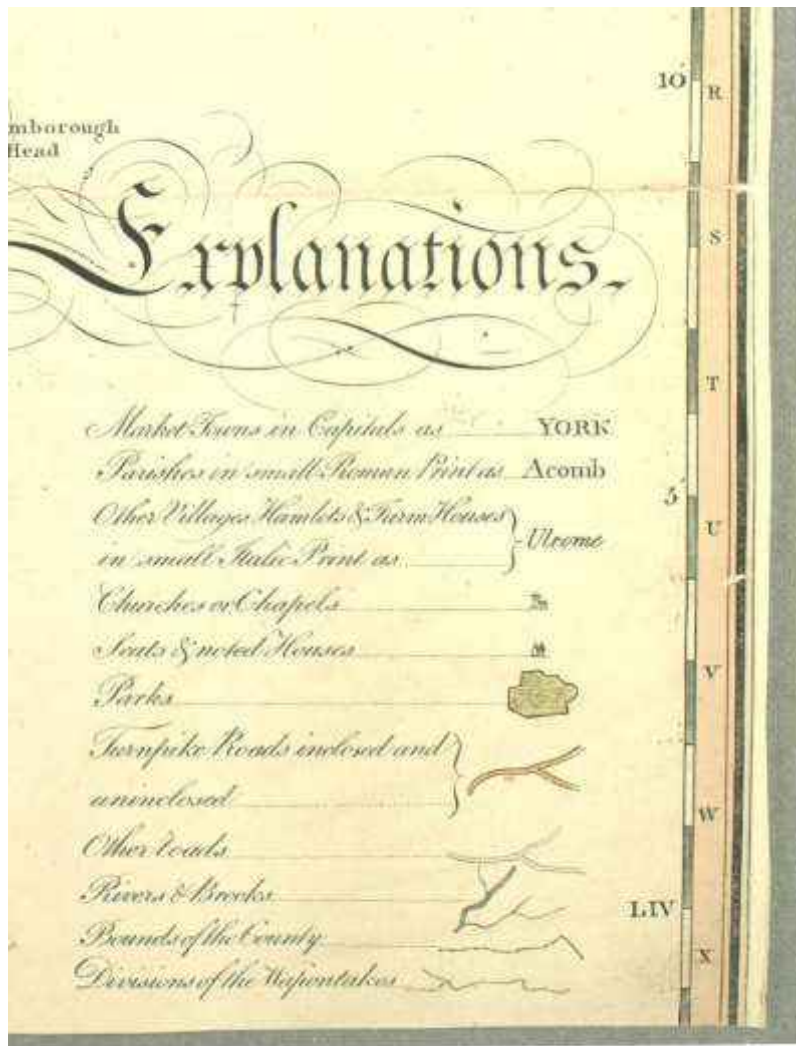 10'
R
mborough
Head
Explanations.
S
T
Market Towns in Capitals as YORK
Parishes in small Roman Print as Acomb
5'
Other Villages Hamlets & Farm Houses
in small Italic Print as Ulrome
U
Churches or Chapels
Seats & noted Houses
V
Parks
Turnpike Roads inclosed and
uninclosed
W
Other Roads
Rivers & Brooks
LIV
Bounds of the County
X
Divisions of the Wapontakes